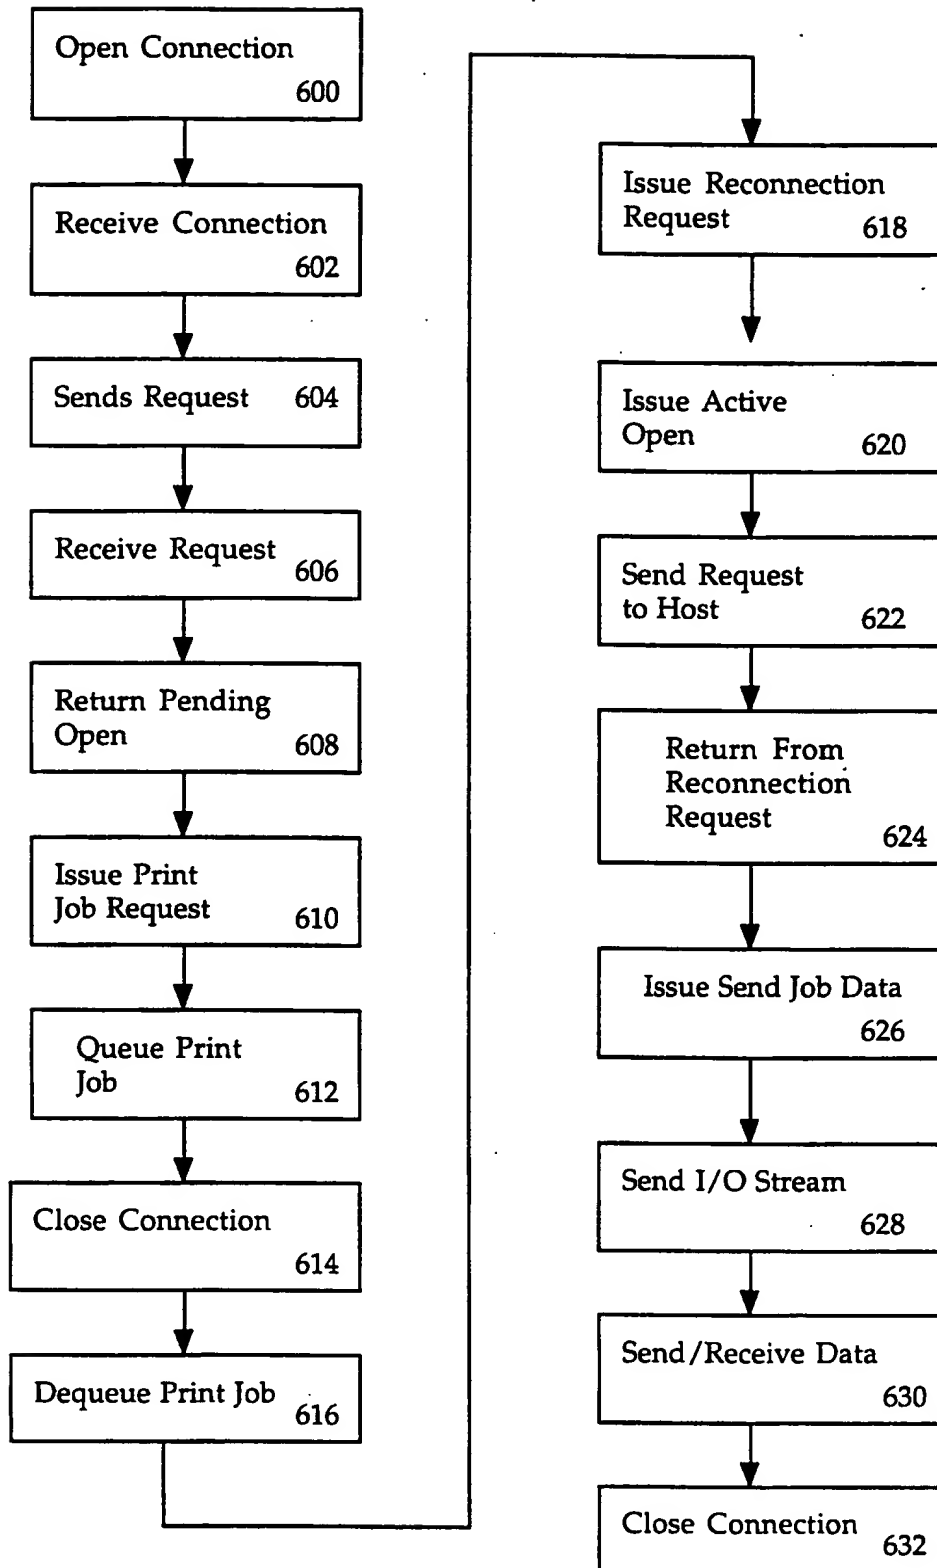 Open Connection
600
Receive Connection
602
Sends Request 604
Receive Request
606
Return Pending
Open
608
Issue Print
Job Request 610
Queue Print
Job
612
Close Connection
614
Dequeue Print Job
616
Issue Reconnection
Request 618
Issue Active
Open
620
Send Request
to Host
622
Return From
Reconnection
Request
624
Issue Send Job Data
626
Send I/O Stream
628
Send/Receive Data
630
Close Connection
632